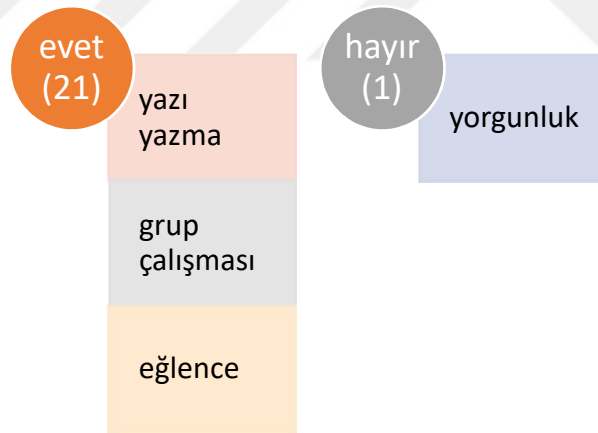 evet
(21)
yazı
yazma
grup
çalışması
eğlence
hayır
(1)
yorgunluk